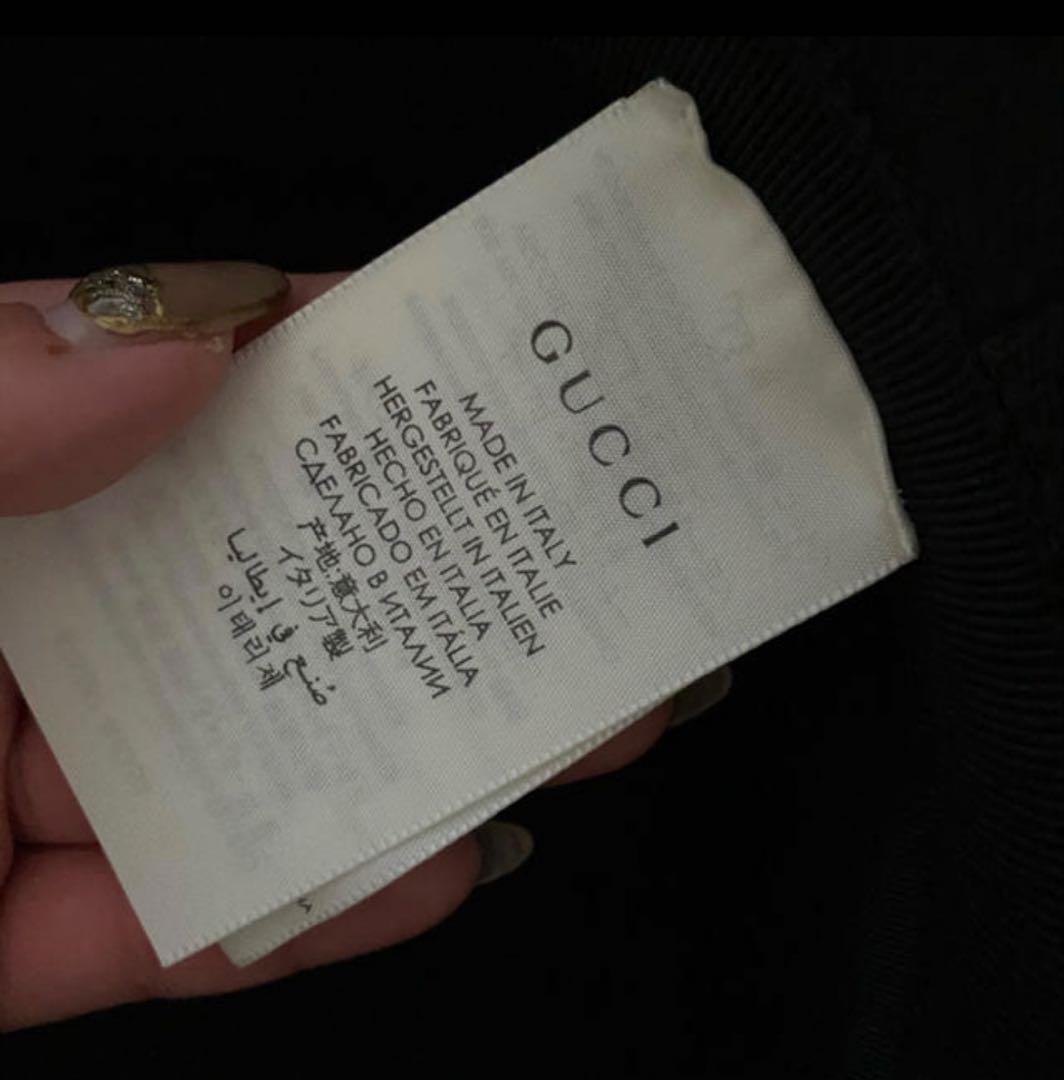 GUCCI
MADE IN ITALY
FABRIQUÉ EN ITALIE
HERGESTELLT IN ITALIEN
HECHO EN ITALIA
FABRICADO EM ITÁLIA
СДЕЛАНО В ИТАЛИИ
产地:意大利
イタリア製
صُنع في إيطاليا
이태리제